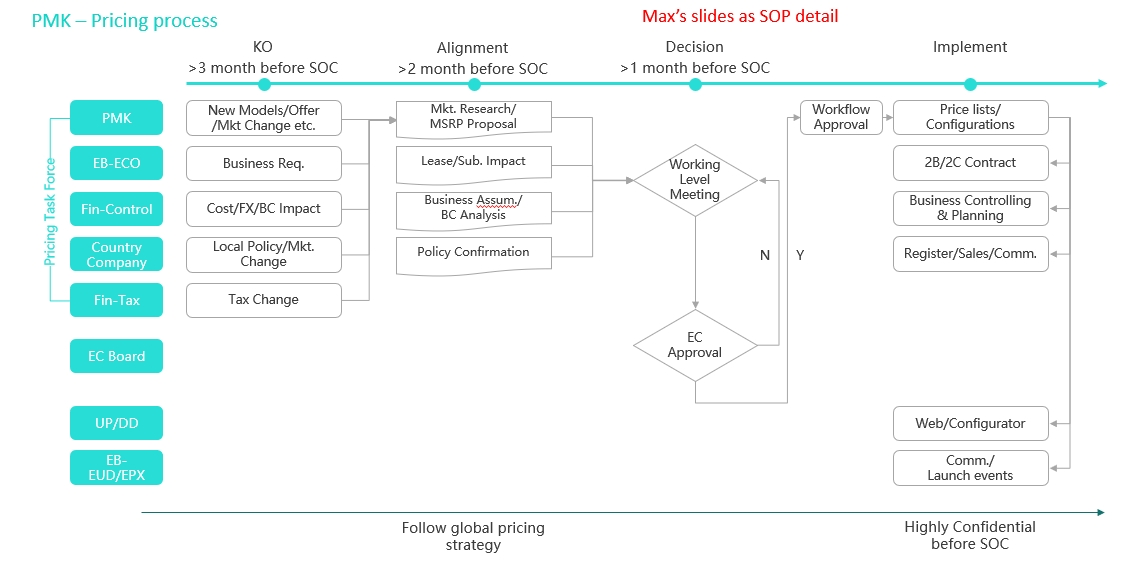 PMK – Pricing process
Max's slides as SOP detail
KO
>3 month before SOC
Alignment
>2 month before SOC
Decision
>1 month before SOC
Implement
Pricing Task Force
PMK
New Models/Offer
/Mkt Change etc.
Mkt. Research/
MSRP Proposal
Workflow
Approval
Price lists/
Configurations
EB-ECO
Business Req.
Lease/Sub. Impact
Working
Level
Meeting
2B/2C Contract
Fin-Control
Cost/FX/BC Impact
Business Assum./
BC Analysis
Business Controlling
& Planning
Country
Company
Local Policy/Mkt.
Change
Policy Confirmation
N
Y
Register/Sales/Comm.
Fin-Tax
Tax Change
EC Board
EC
Approval
UP/DD
Web/Configurator
EB-
EUD/EPX
Comm./
Launch events
Follow global pricing
strategy
Highly Confidential
before SOC